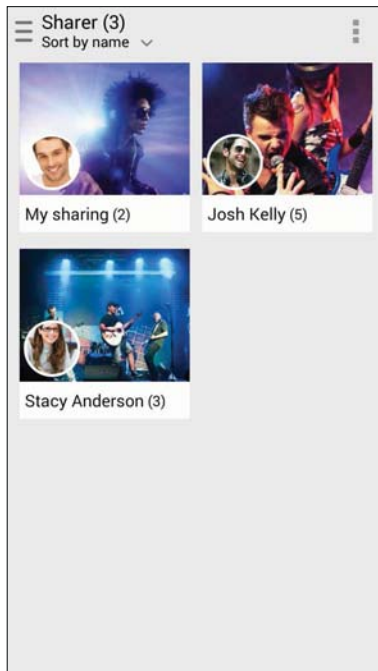 Sharer (3)
Sort by name
My sharing (2)
Josh Kelly (5)
Stacy Anderson (3)